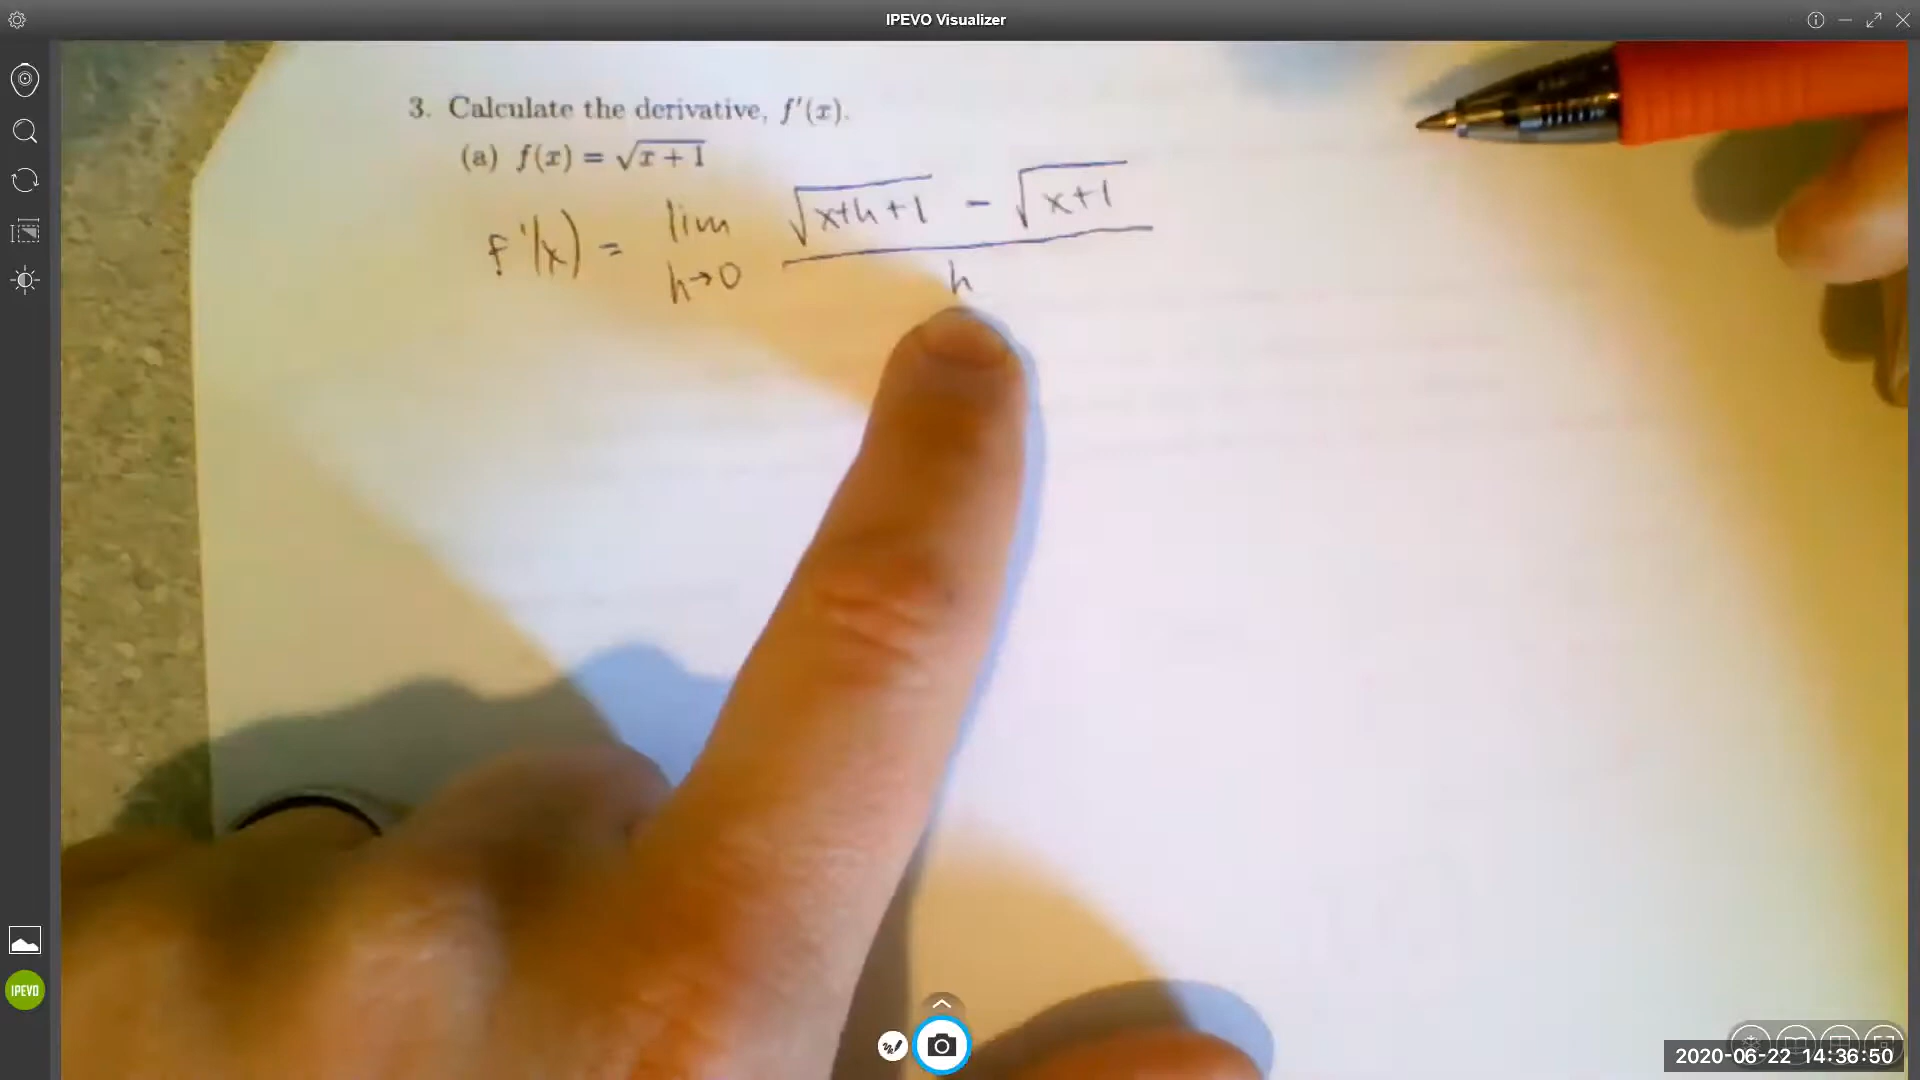 IPEVO Visualizer
3. Calculate the derivative, f'(x).
(a) f(x) = √x + 1
f'(x) = lim h→0 √x+h+1 - √x+1
h
IPEVO
2020-06-22 14:36:50